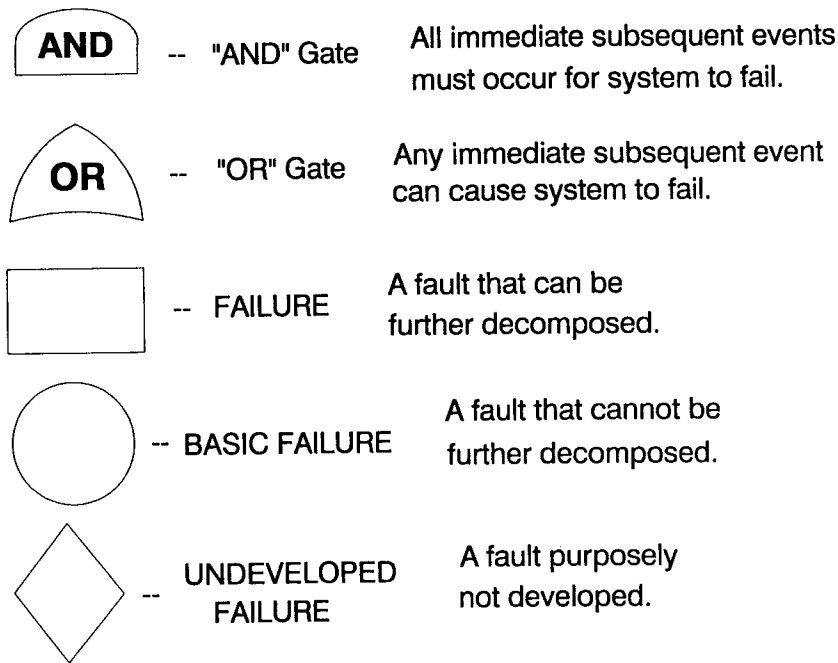 AND -- "AND" Gate All immediate subsequent events
must occur for system to fail.
OR -- "OR" Gate Any immediate subsequent event
can cause system to fail.
-- FAILURE A fault that can be
further decomposed.
-- BASIC FAILURE A fault that cannot be
further decomposed.
-- UNDEVELOPED A fault purposely
FAILURE not developed.